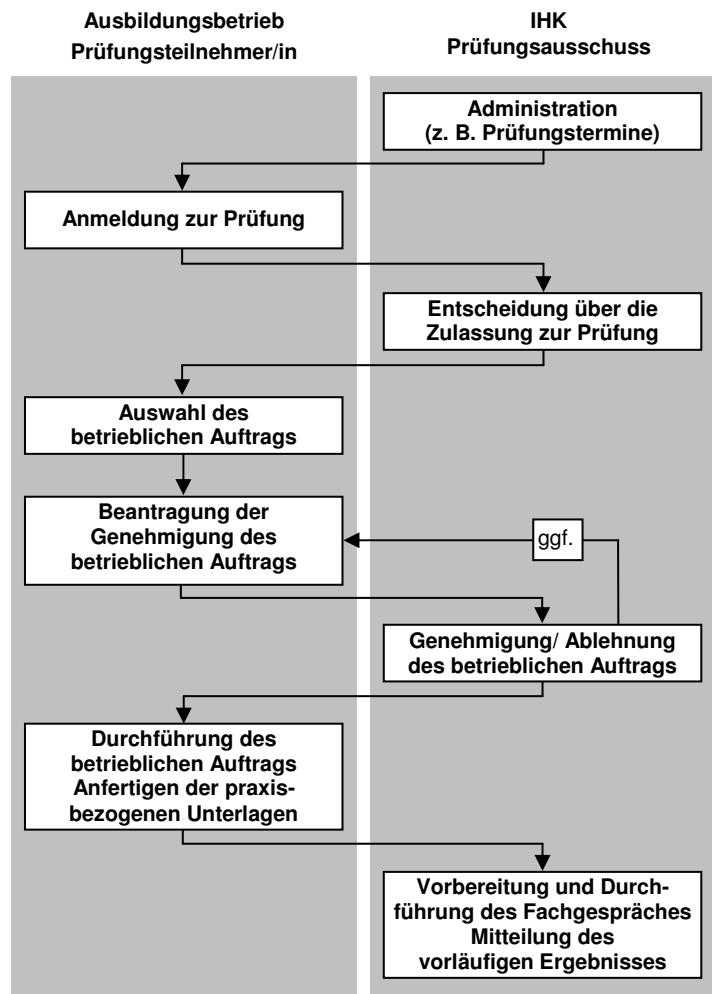 Ausbildungsbetrieb
Prüfungsteilnehmer/in
IHK
Prüfungsausschuss
Administration
(z. B. Prüfungstermine)
Anmeldung zur Prüfung
Entscheidung über die
Zulassung zur Prüfung
Auswahl des
betrieblichen Auftrags
Beantragung der
Genehmigung des
betrieblichen Auftrags
ggf.
Genehmigung/ Ablehnung
des betrieblichen Auftrags
Durchführung des
betrieblichen Auftrags
Anfertigen der praxis-
bezogenen Unterlagen
Vorbereitung und Durch-
führung des Fachgespräches
Mitteilung des
vorläufigen Ergebnisses